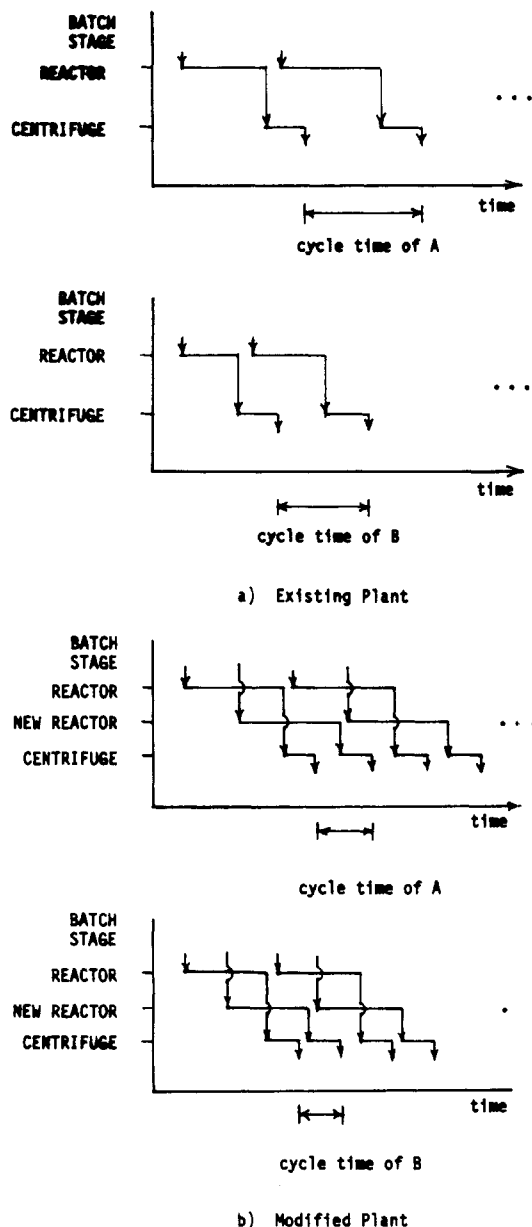 BATCH
STAGE
REACTOR
CENTRIFUGE
. . .
time
cycle time of A
BATCH
STAGE
REACTOR
CENTRIFUGE
. . .
time
cycle time of B
a) Existing Plant
BATCH
STAGE
REACTOR
NEW REACTOR
CENTRIFUGE
. . .
time
cycle time of A
BATCH
STAGE
REACTOR
NEW REACTOR
CENTRIFUGE
.
time
cycle time of B
b) Modified Plant